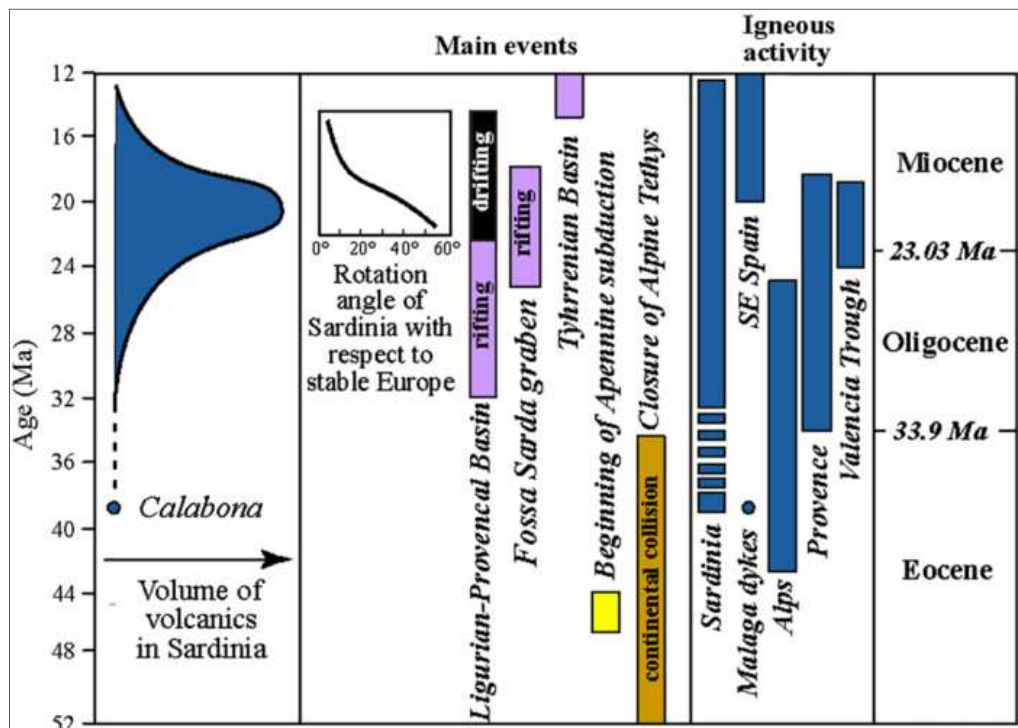 Main events
Igneous
activity
Age (Ma)
12
16
20
24
28
32
36
40
44
48
52
Calabona
Volume of
volcanics
in Sardinia
0° 20° 40° 60°
Rotation
angle of
Sardinia with
respect to
stable Europe
drifting
rifting
Ligurian-Provencal Basin
rifting
Fossa Sarda graben
Tyhrrenian Basin
Beginning of Apennine subduction
Closure of Alpine Tethys
continental collision
Sardinia
SE Spain
Malaga dykes
Alps
Provence
Valencia Trough
Miocene
23.03 Ma
Oligocene
33.9 Ma
Eocene